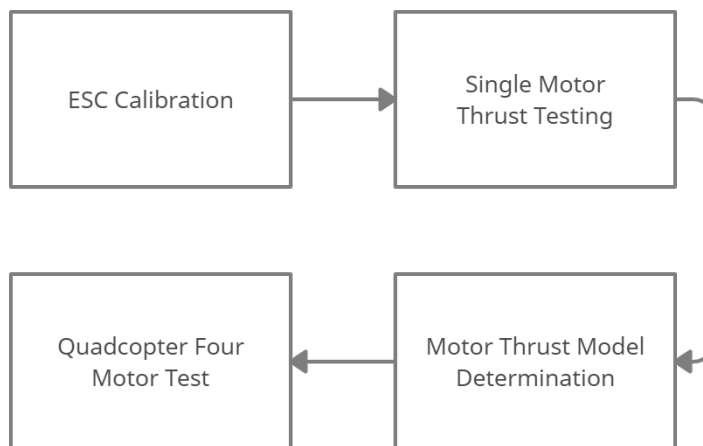 ESC Calibration
Single Motor
Thrust Testing
Motor Thrust Model
Determination
Quadcopter Four
Motor Test